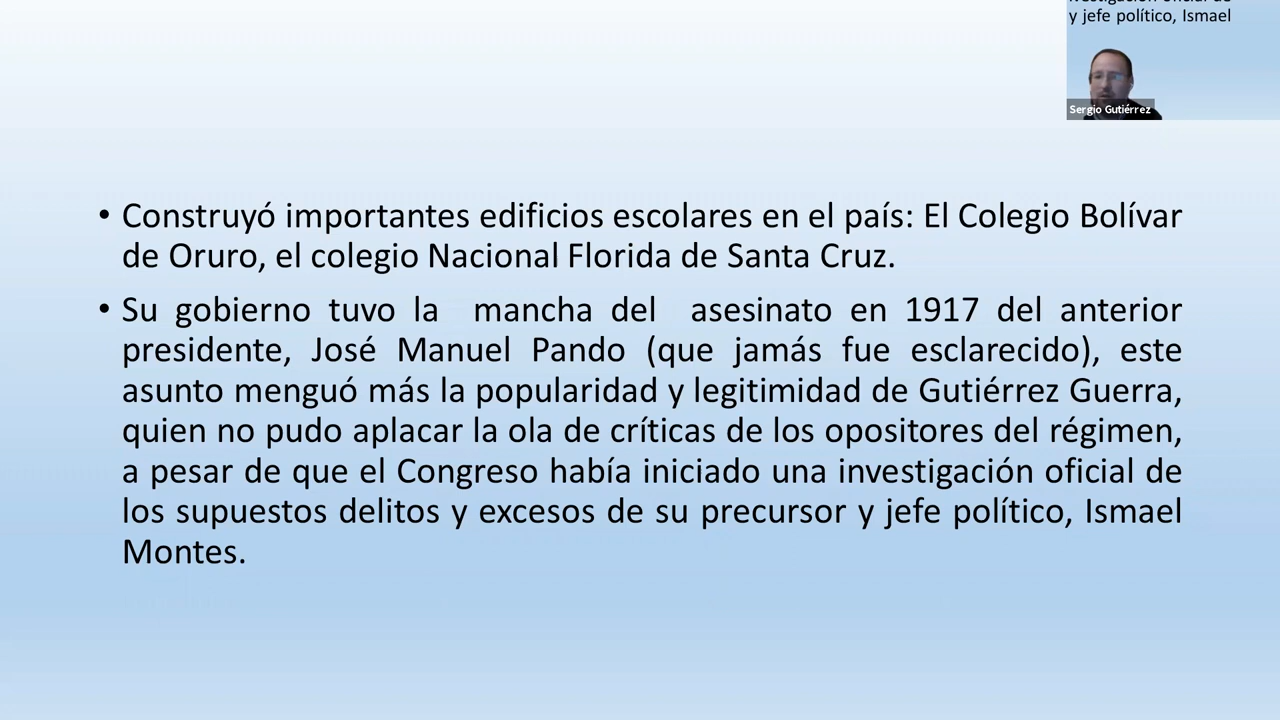 y jefe político, Ismael
Sergio Gutiérrez
• Construyó importantes edificios escolares en el país: El Colegio Bolívar
de Oruro, el colegio Nacional Florida de Santa Cruz.
• Su gobierno tuvo la mancha del asesinato en 1917 del anterior
presidente, José Manuel Pando (que jamás fue esclarecido), este
asunto menguó más la popularidad y legitimidad de Gutiérrez Guerra,
quien no pudo aplacar la ola de críticas de los opositores del régimen,
a pesar de que el Congreso había iniciado una investigación oficial de
los supuestos delitos y excesos de su precursor y jefe político, Ismael
Montes.